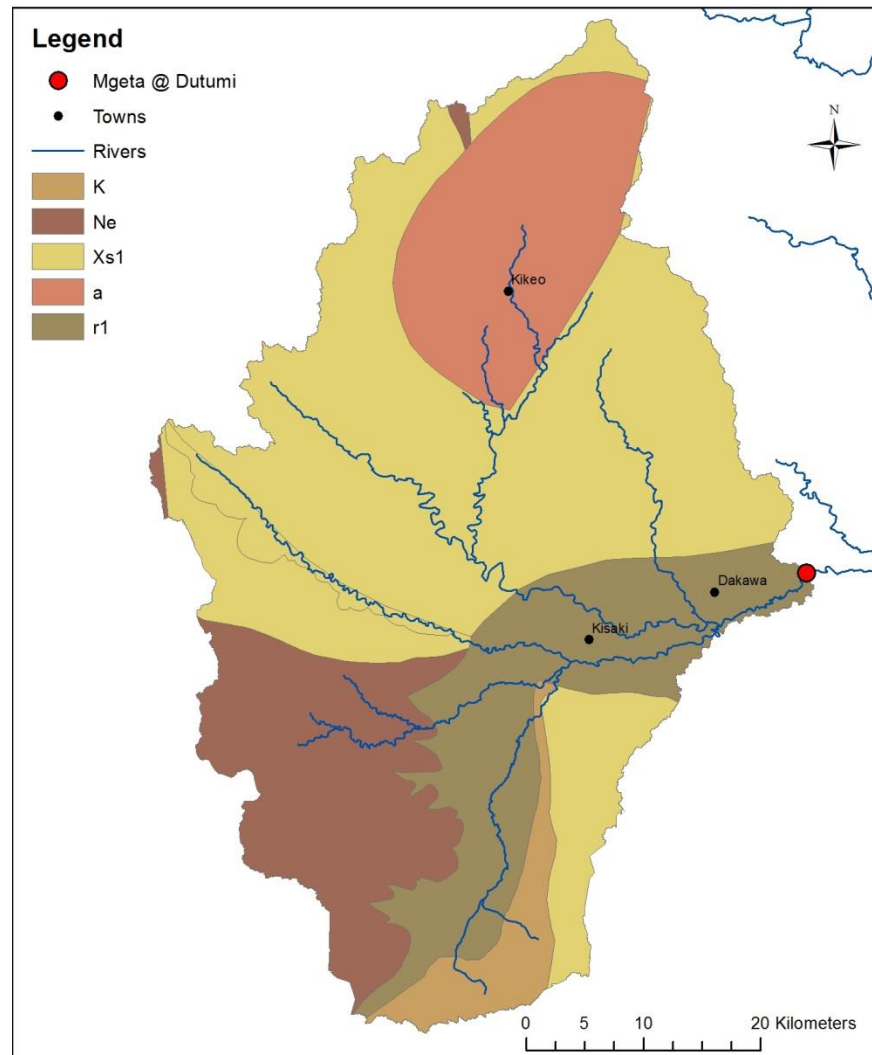 Legend
Mgeta @ Dutumi
Towns
Rivers
K
Ne
Xs1
a
r1
N
Kikeo
Dakawa
Kisaki
0 5 10 20 Kilometers